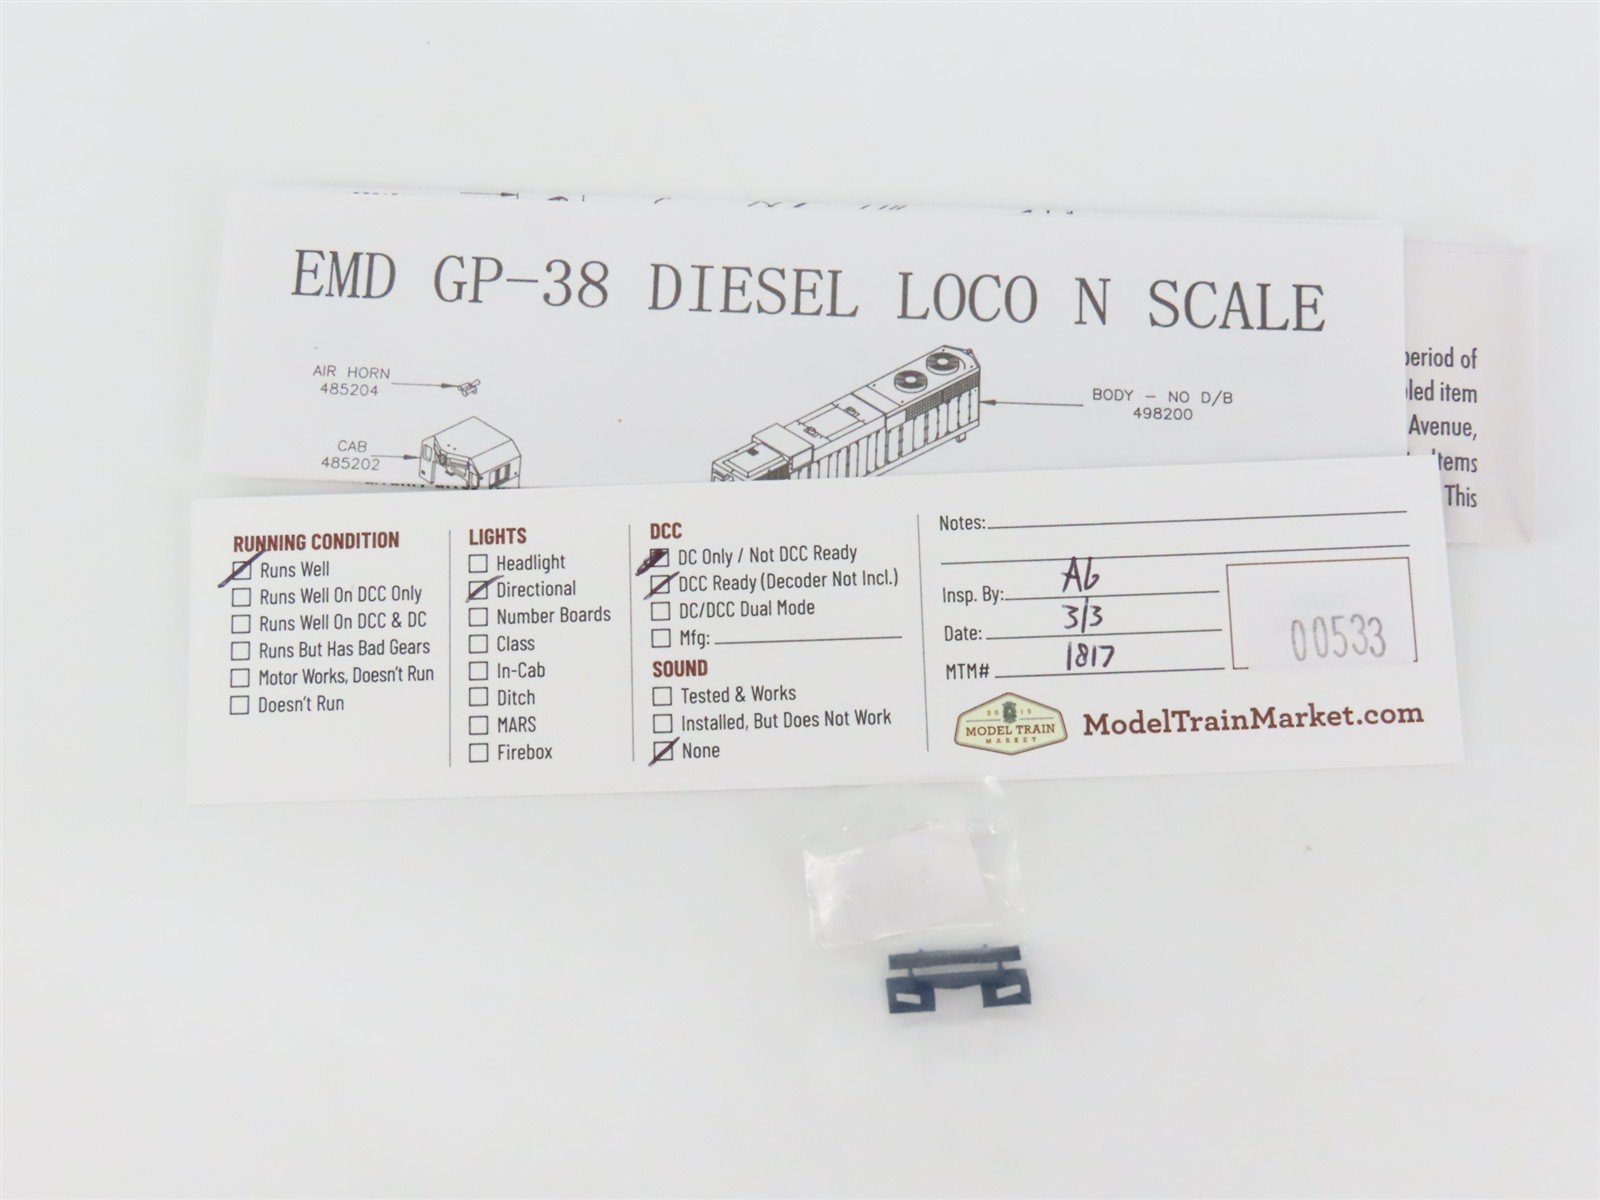 EMD GP-38 DIESEL LOCO N SCALE
AIR HORN
485204
CAB
485202
BODY - NO D/B
498200
period of
led item
Avenue,
Items
This
RUNNING CONDITION
Runs Well
Runs Well On DCC Only
Runs Well On DCC & DC
Runs But Has Bad Gears
Motor Works, Doesn't Run
Doesn't Run
LIGHTS
Headlight
Directional
Number Boards
Class
In-Cab
Ditch
MARS
Firebox
DCC
DC Only / Not DCC Ready
DCC Ready (Decoder Not Incl.)
DC/DCC Dual Mode
Mfg:
SOUND
Tested & Works
Installed, But Does Not Work
None
Notes:
Insp. By: AG
Date: 3/3
MTM# 1817
00533
2015
MODEL TRAIN
MARKET
ModelTrainMarket.com